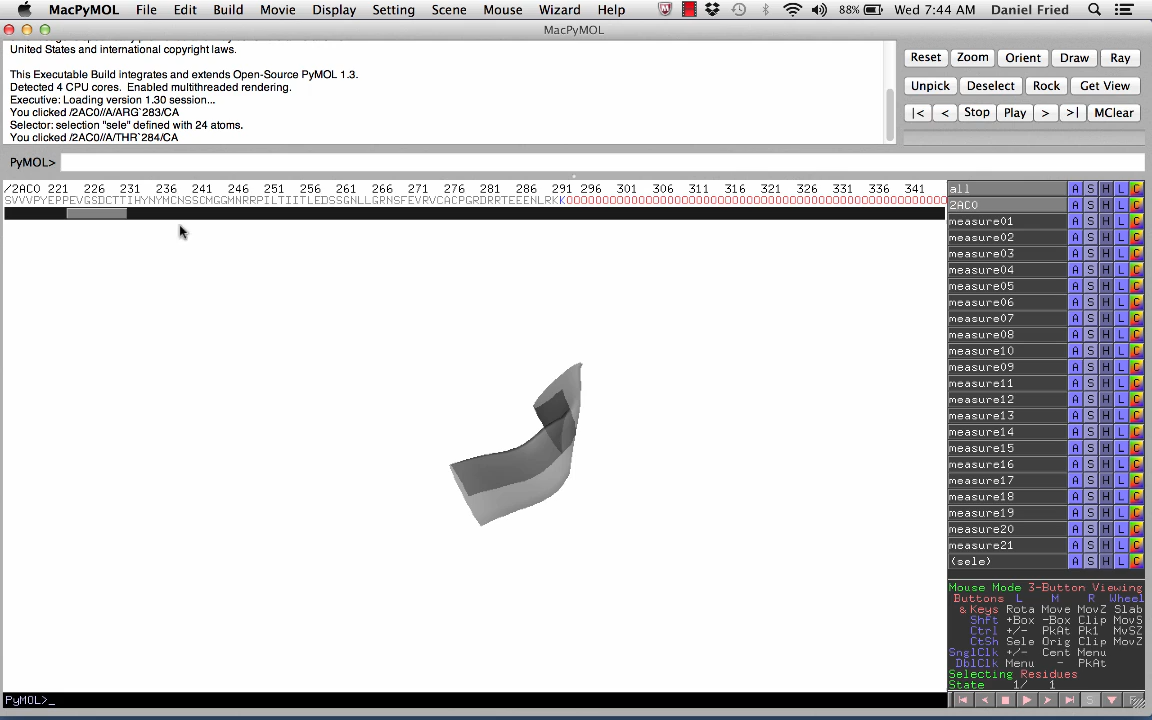 MacPyMOL File Edit Build Movie Display Setting Scene Mouse Wizard Help 88% Wed 7:44 AM Daniel Fried
MacPyMOL
United States and international copyright laws.
This Executable Build integrates and extends Open-Source PyMOL 1.3.
Detected 4 CPU cores. Enabled multithreaded rendering.
Executive: Loading version 1.30 session...
You clicked /2AC0//A/ARG`283/CA
Selector: selection "sele" defined with 24 atoms.
You clicked /2AC0//A/THR`284/CA
Reset Zoom Orient Draw Ray
Unpick Deselect Rock Get View
|< < Stop Play > >| MClear
PyMOL>
/2AC0 221 226 231 236 241 246 251 256 261 266 271 276 281 286 291 296 301 306 311 316 321 326 331 336 341
SVVVPYEPPEVGSDCTTIHYNYMCNSSCMGGMNRRPILTIITLEDSSGNLLGRNSFEVRVCACPGRDRRTEEENLRKKOOOOOOOOOOOOOOOOOOOOOOOOOOOOOOOOOOOOOOOOOOOOOOOOOOOOO
all A S H L C
2AC0 A S H L C
measure01 A S H L C
measure02 A S H L C
measure03 A S H L C
measure04 A S H L C
measure05 A S H L C
measure06 A S H L C
measure07 A S H L C
measure08 A S H L C
measure10 A S H L C
measure09 A S H L C
measure11 A S H L C
measure12 A S H L C
measure13 A S H L C
measure14 A S H L C
measure15 A S H L C
measure16 A S H L C
measure17 A S H L C
measure18 A S H L C
measure19 A S H L C
measure20 A S H L C
measure21 A S H L C
(sele) A S H L C
Mouse Mode 3-Button Viewing
Buttons L M R Wheel
& Keys Rota Move MovZ Slab
Shft +Box -Box Clip MovS
Ctrl +/- PkAt Pk1 MvSZ
CtSh Sele Orig Clip MovZ
SnglClk +/- Cent Menu
DblClk Menu - PkAt
Selecting Residues
State 1/ 1
PyMOL>_ S F